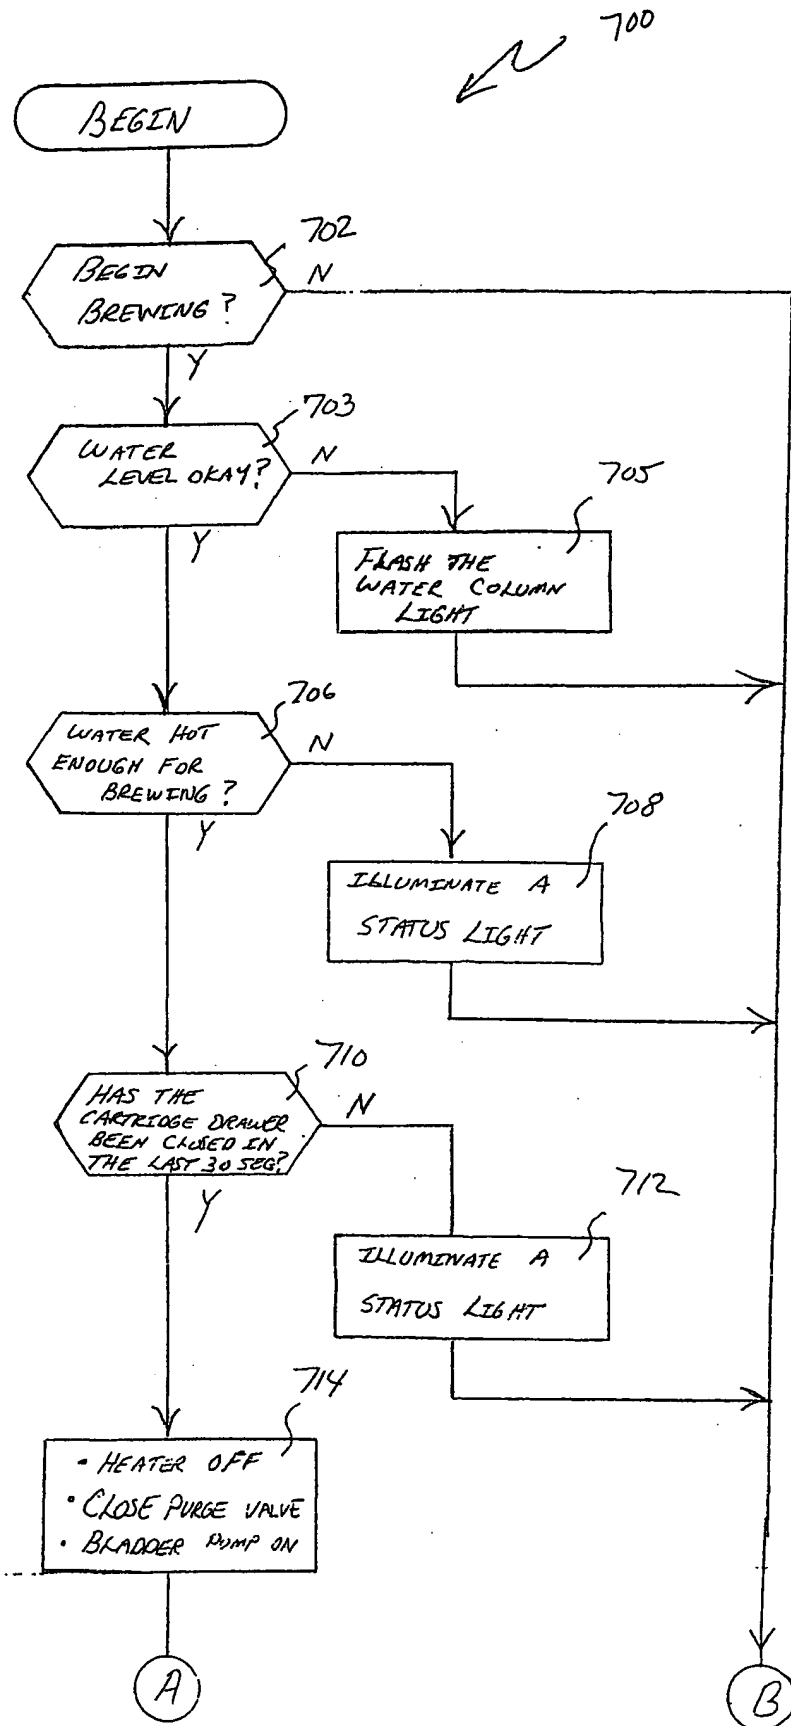 700
BEGIN
702
BEGIN
BREWING?
N
Y
703
WATER
LEVEL OKAY?
N
Y
705
FLASH THE
WATER COLUMN
LIGHT
706
WATER HOT
ENOUGH FOR
BREWING?
N
Y
708
ILLUMINATE A
STATUS LIGHT
710
HAS THE
CARTRIDGE DRAWER
BEEN CLOSED IN
THE LAST 30 SEC?
N
Y
712
ILLUMINATE A
STATUS LIGHT
714
• HEATER OFF
• CLOSE PURGE VALVE
• BLADDER PUMP ON
A
B